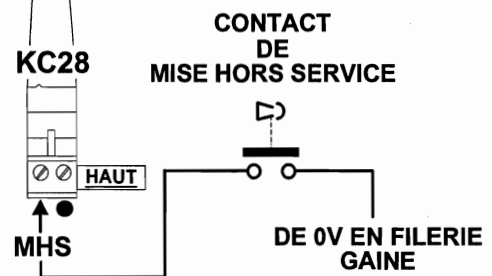 CONTACT
DE
MISE HORS SERVICE
KC28
HAUT
MHS
DE 0V EN FILERIE
GAINE